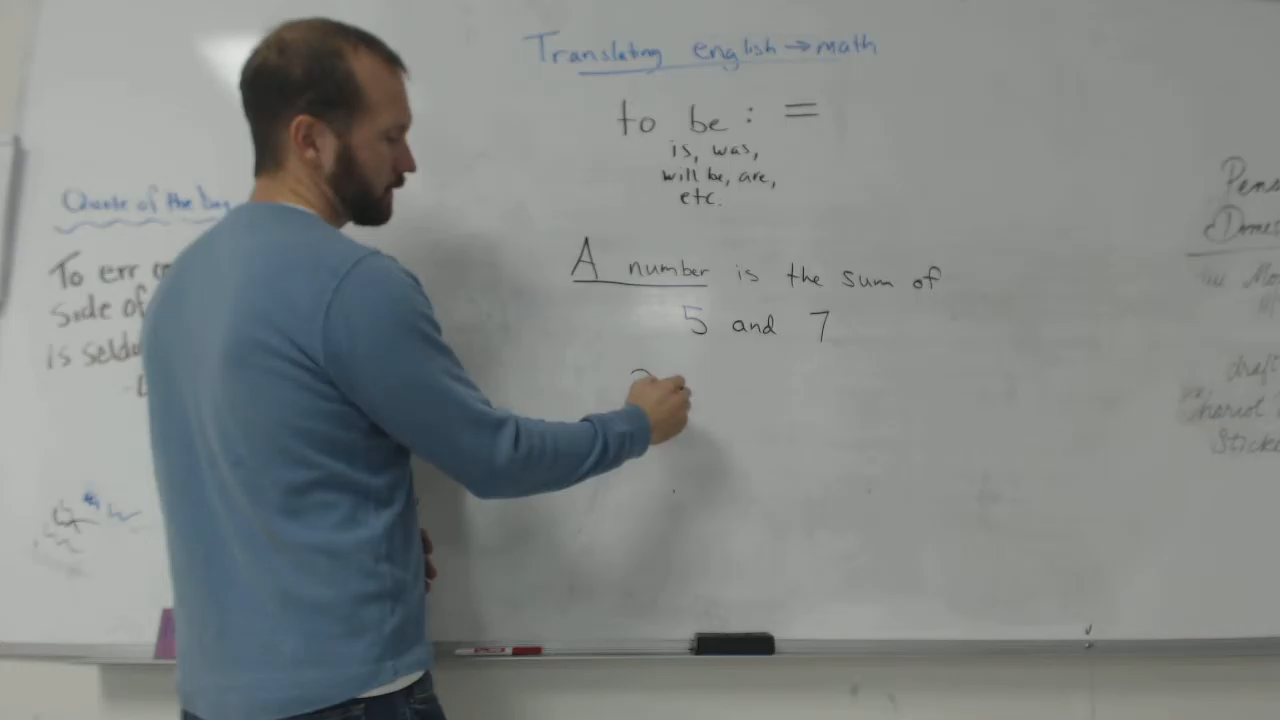 Translating english → math
to be : =
is, was,
will be, are,
etc.
A number is the sum of
5 and 7
Quote of the Day
To err
side of
is